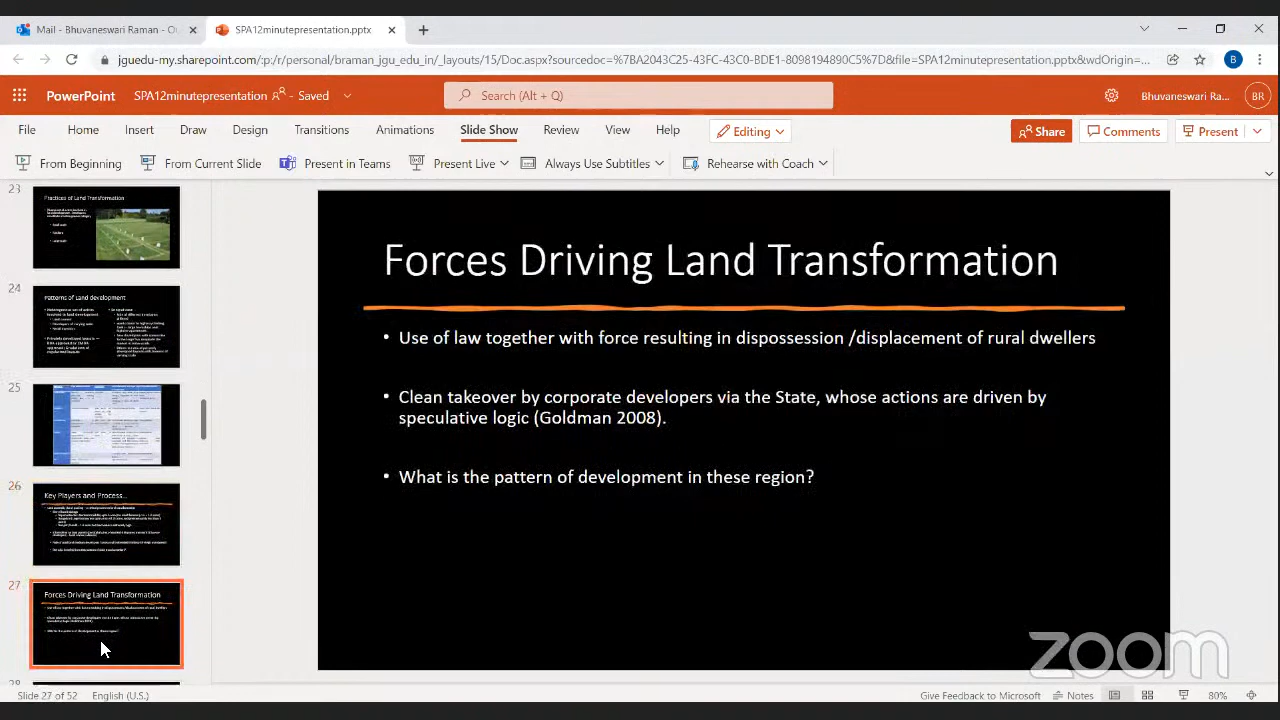 Mail - Bhuvaneswari Raman - Ou
SPA12minutepresentation.pptx
jguedu-my.sharepoint.com/:p:/r/personal/braman_jgu_edu_in/_layouts/15/Doc.aspx?sourcedoc=%7BA2043C25-43FC-43C0-BDE1-8098194890C5%7D&file=SPA12minutepresentation.pptx&wdOrigin=...
B
PowerPoint SPA12minutepresentation - Saved
Search (Alt + Q)
Bhuvaneswari Ra... BR
File Home Insert Draw Design Transitions Animations Slide Show Review View Help Editing Share Comments Present
From Beginning From Current Slide Present in Teams Present Live Always Use Subtitles Rehearse with Coach
23
Practices of Land Transformation
24
Patterns of Land development
25
26
Key Players and Process...
27
Forces Driving Land Transformation
28
Forces Driving Land Transformation
• Use of law together with force resulting in dispossession/displacement of rural dwellers
• Clean takeover by corporate developers via the State, whose actions are driven by
speculative logic (Goldman 2008).
• What is the pattern of development in these region?
zoom
Slide 27 of 52 English (U.S.) Give Feedback to Microsoft Notes 80%